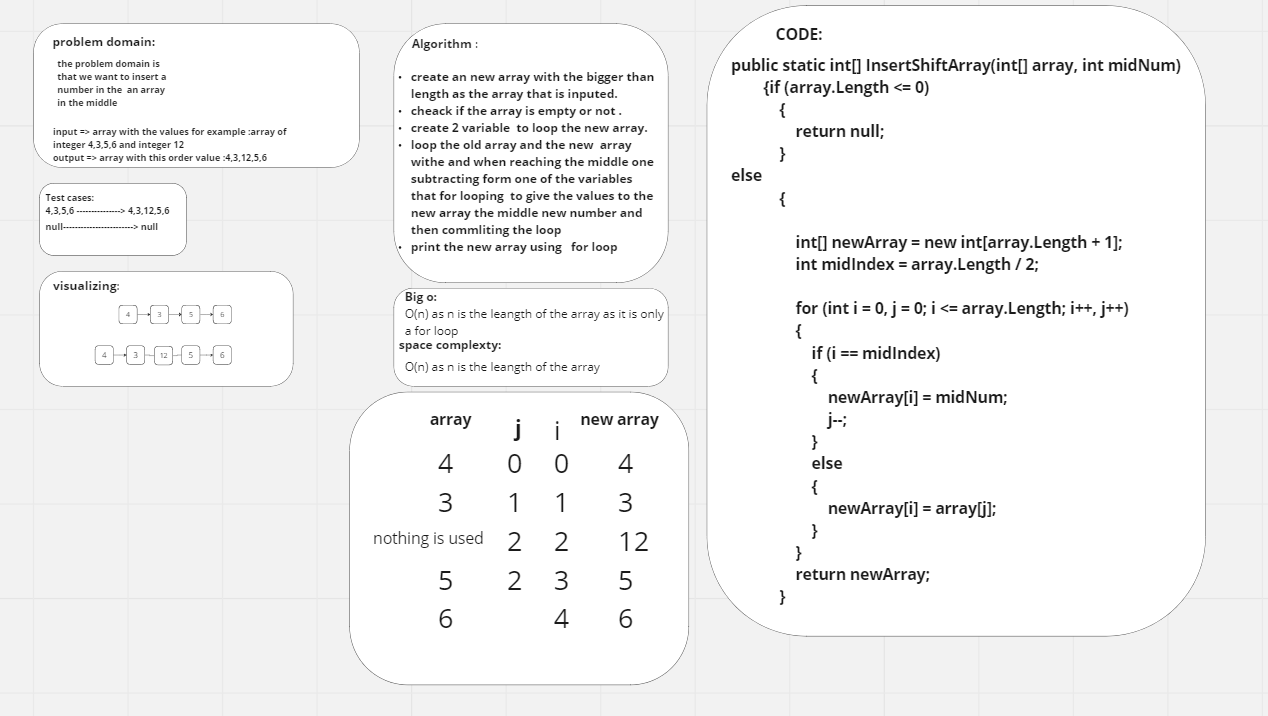 problem domain:
the problem domain is
that we want to insert a
number in the  an array
in the middle
input => array with the values for example :array of
integer 4,3,5,6 and integer 12
output => array with this order value :4,3,12,5,6
Test cases:
4,3,5,6 ---------------> 4,3,12,5,6
null------------------------> null
visualizing:
4 3 5 6
4 3 12 5 6
Algorithm :
• create an new array with the bigger than
length as the array that is inputed.
• cheack if the array is empty or not .
• create 2 variable  to loop the new array.
• loop the old array and the new  array
withe and when reaching the middle one
subtracting form one of the variables
that for looping  to give the values to the
new array the middle new number and
then commliting the loop
• print the new array using   for loop
Big o:
O(n) as n is the leangth of the array as it is only
a for loop
space complexty:
O(n) as n is the leangth of the array
array j i new array
4 0 0 4
3 1 1 3
nothing is used 2 2 12
5 2 3 5
6 4 6
CODE:
public static int[] InsertShiftArray(int[] array, int midNum)
{if (array.Length <= 0)
{
return null;
}
else
{
int[] newArray = new int[array.Length + 1];
int midIndex = array.Length / 2;
for (int i = 0, j = 0; i <= array.Length; i++, j++)
{
if (i == midIndex)
{
newArray[i] = midNum;
j--;
}
else
{
newArray[i] = array[j];
}
}
return newArray;
}